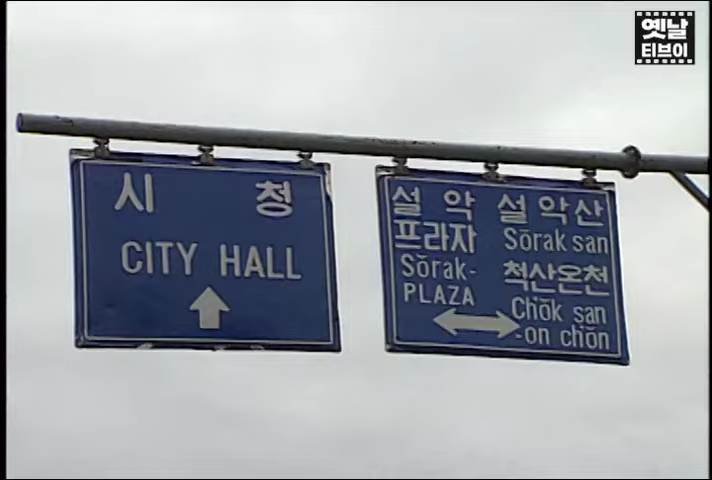 옛날
티브이
시 청
CITY HALL
설 악
프라자
Sŏrak-
PLAZA
설 악 산
Sŏrak san
척산온천
Chŏk san
-on chŏn